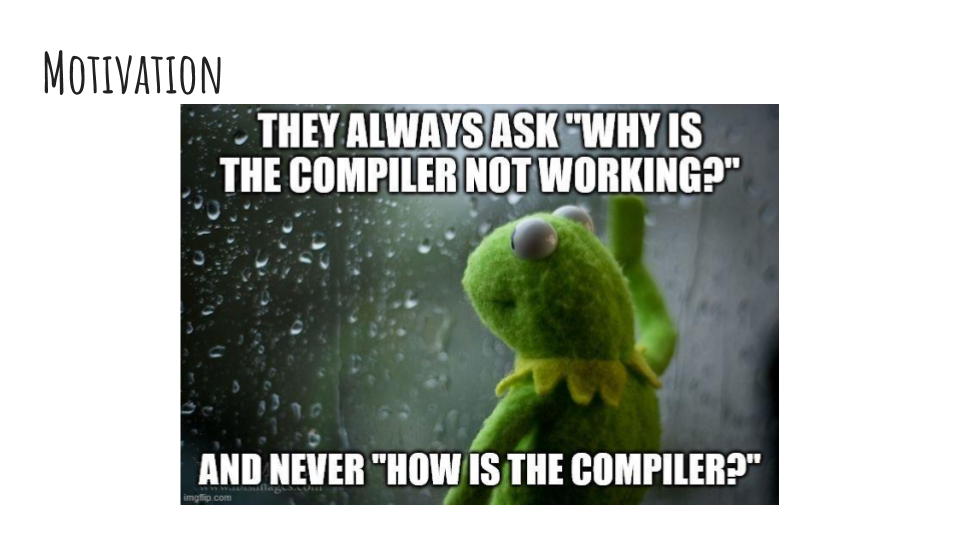 MOTIVATION
THEY ALWAYS ASK "WHY IS
THE COMPILER NOT WORKING?"
AND NEVER "HOW IS THE COMPILER?"
imgflip.com